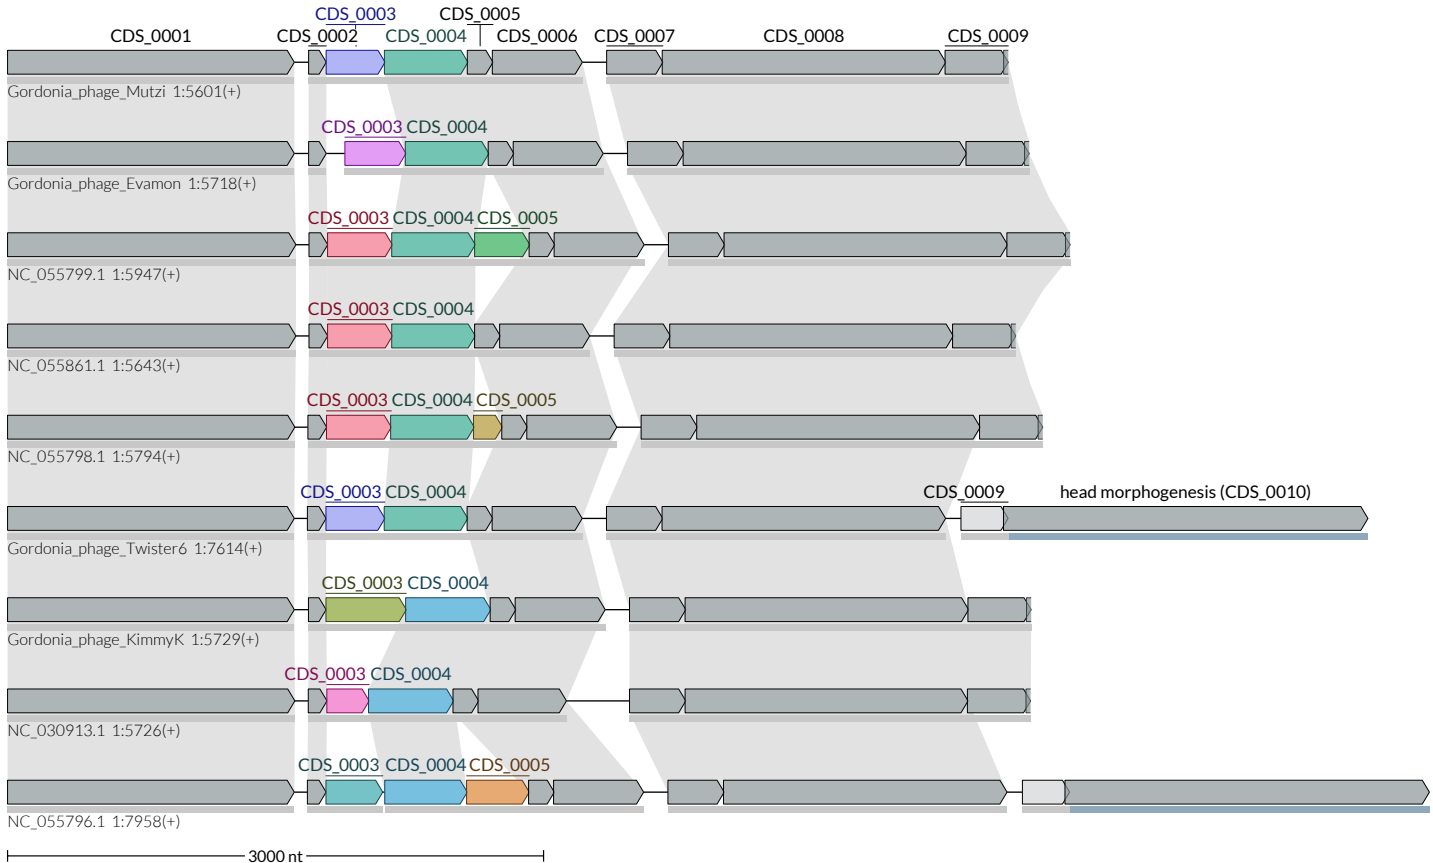 CDS_0003 CDS_0005
CDS_0001 CDS_0002 CDS_0004 CDS_0006 CDS_0007 CDS_0008 CDS_0009
Gordonia_phage_Mutzi 1:5601(+)
CDS_0003 CDS_0004
Gordonia_phage_Evamon 1:5718(+)
CDS_0003 CDS_0004 CDS_0005
NC_055799.1 1:5947(+)
CDS_0003 CDS_0004
NC_055861.1 1:5643(+)
CDS_0003 CDS_0004 CDS_0005
NC_055798.1 1:5794(+)
CDS_0003 CDS_0004 CDS_0009 head morphogenesis (CDS_0010)
Gordonia_phage_Twister6 1:7614(+)
CDS_0003 CDS_0004
Gordonia_phage_KimmyK 1:5729(+)
CDS_0003 CDS_0004
NC_030913.1 1:5726(+)
CDS_0003 CDS_0004 CDS_0005
NC_055796.1 1:7958(+)
3000 nt